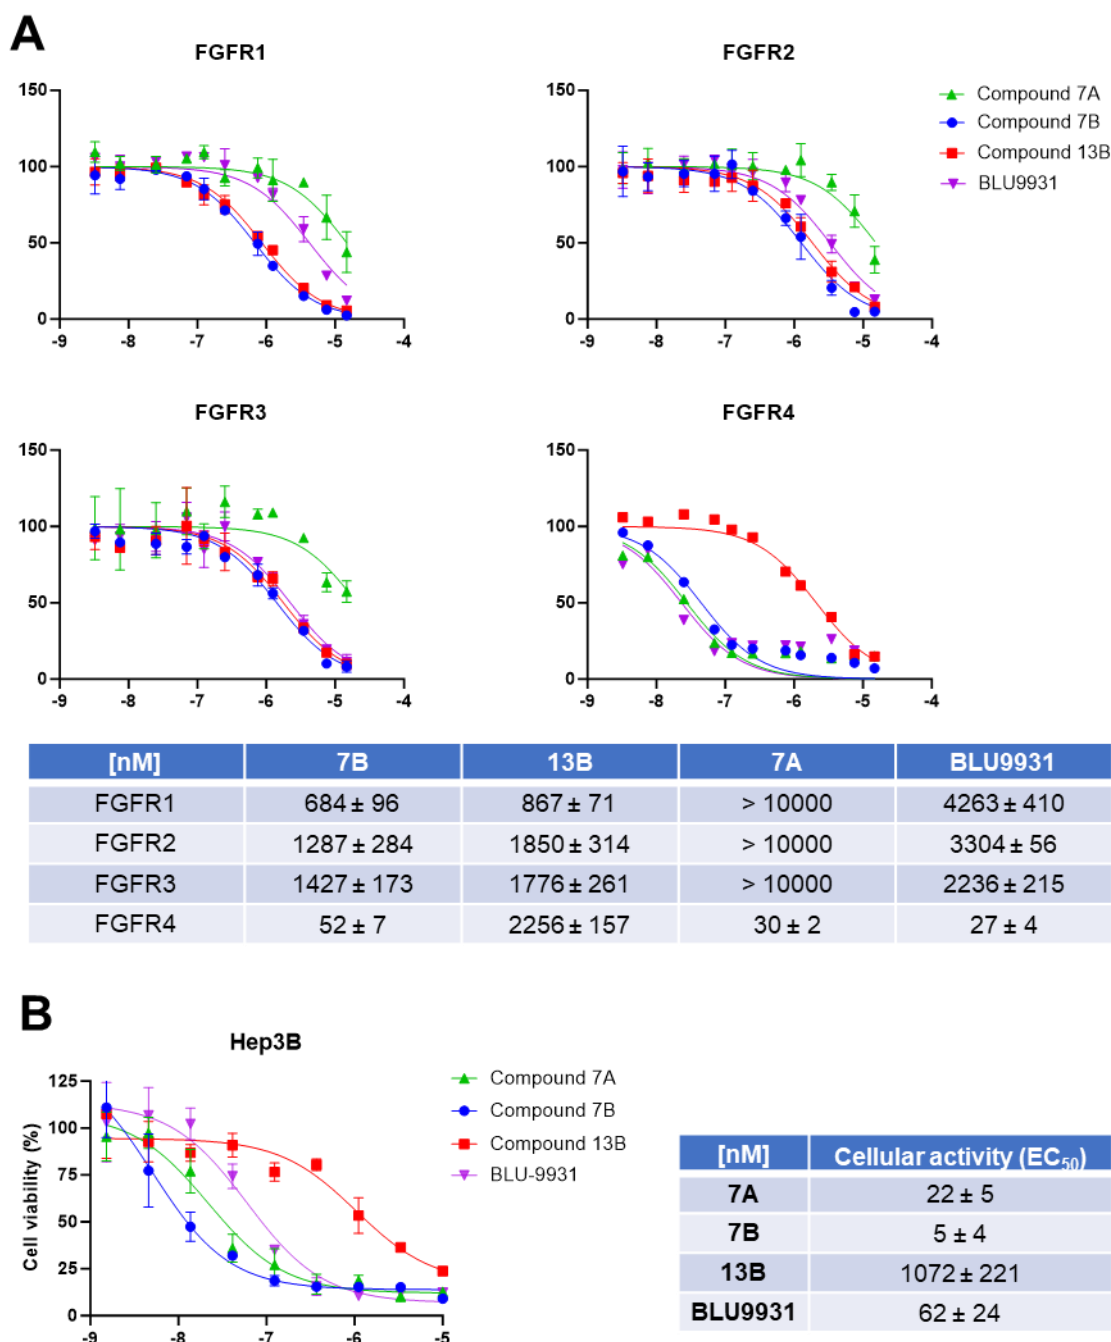 A
FGFR1
FGFR2
150
100
50
0
-9 -8 -7 -6 -5 -4
150
100
50
0
-9 -8 -7 -6 -5 -4
Compound 7A
Compound 7B
Compound 13B
BLU9931
FGFR3
FGFR4
150
100
50
0
-9 -8 -7 -6 -5 -4
150
100
50
0
-9 -8 -7 -6 -5 -4
[nM] 7B 13B 7A BLU9931
FGFR1 684 ± 96 867 ± 71 > 10000 4263 ± 410
FGFR2 1287 ± 284 1850 ± 314 > 10000 3304 ± 56
FGFR3 1427 ± 173 1776 ± 261 > 10000 2236 ± 215
FGFR4 52 ± 7 2256 ± 157 30 ± 2 27 ± 4
B
Hep3B
Cell viability (%)
125
100
75
50
25
0
-9 -8 -7 -6 -5
Compound 7A
Compound 7B
Compound 13B
BLU-9931
[nM] Cellular activity (EC50)
7A 22 ± 5
7B 5 ± 4
13B 1072 ± 221
BLU9931 62 ± 24